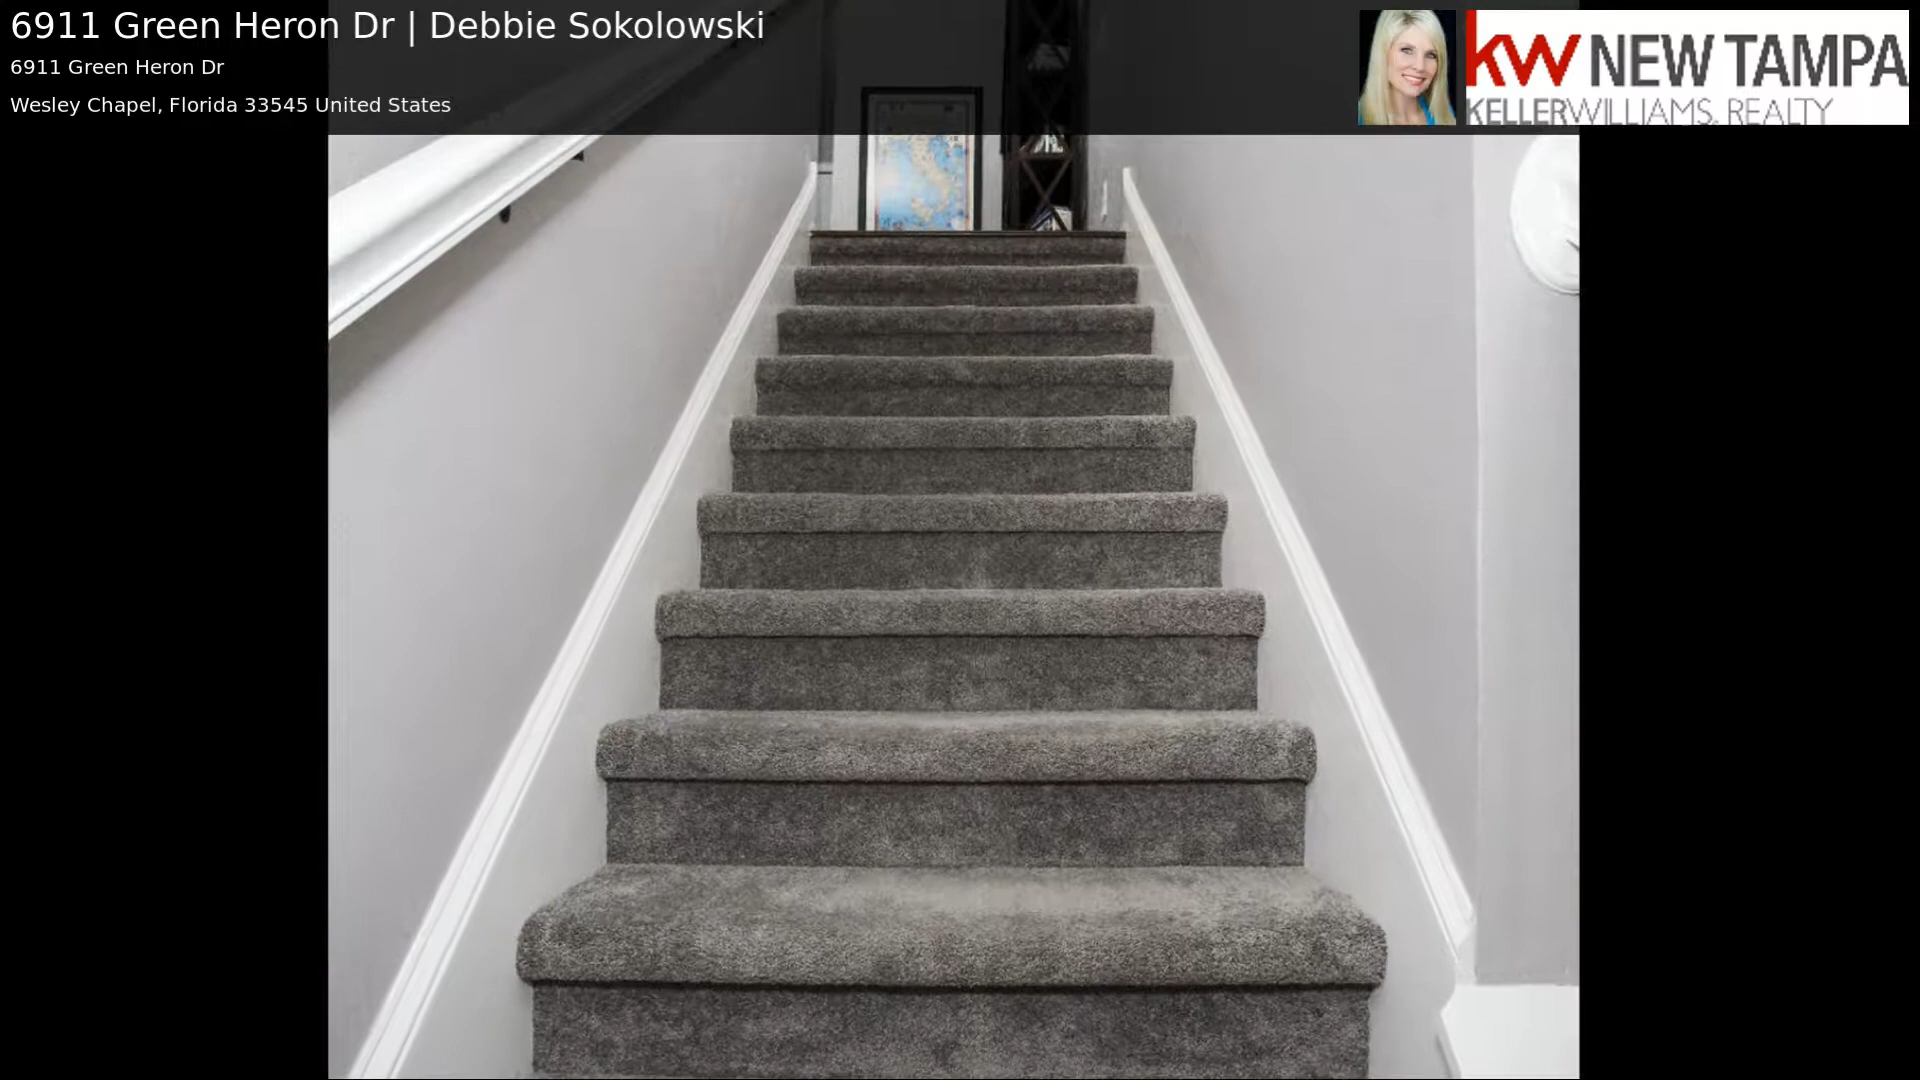 6911 Green Heron Dr | Debbie Sokolowski
6911 Green Heron Dr
Wesley Chapel, Florida 33545 United States
kw NEW TAMPA
KELLERWILLIAMS. REALTY